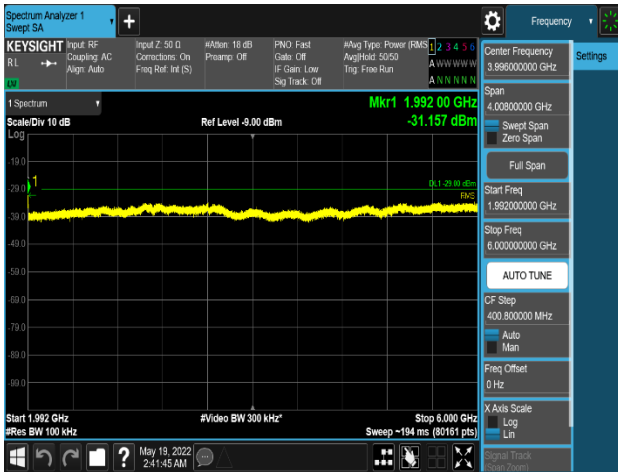 Spectrum Analyzer 1
Swept SA
+
Frequency
KEYSIGHT
RL
LV
Input: RF
Coupling: AC
Align: Auto
Input Z: 50 Ω
Corrections: On
Freq Ref: Int (S)
#Atten: 18 dB
Preamp: Off
PNO: Fast
Gate: Off
IF Gain: Low
Sig Track: Off
#Avg Type: Power (RMS
Avg|Hold: 50/50
Trig: Free Run
1 2 3 4 5 6
A WW WW W
A N N N N N
Settings
1 Spectrum
Scale/Div 10 dB
Ref Level -9.00 dBm
Mkr1 1.992 00 GHz
-31.157 dBm
Log
-19.0
-29.0
-39.0
-49.0
-59.0
-69.0
-79.0
-89.0
-99.0
1
DL1 -29.00 dBm
RMS
Start 1.992 GHz
#Video BW 300 kHz*
Stop 6.000 GHz
#Res BW 100 kHz
Sweep ~194 ms (80161 pts)
Center Frequency
3.996000000 GHz
Span
4.00800000 GHz
Swept Span
Zero Span
Full Span
Start Freq
1.992000000 GHz
Stop Freq
6.000000000 GHz
AUTO TUNE
CF Step
400.800000 MHz
Auto
Man
Freq Offset
0 Hz
X Axis Scale
Log
Lin
Signal Track
(Span Zoom)
?
May 19, 2022
2:41:45 AM